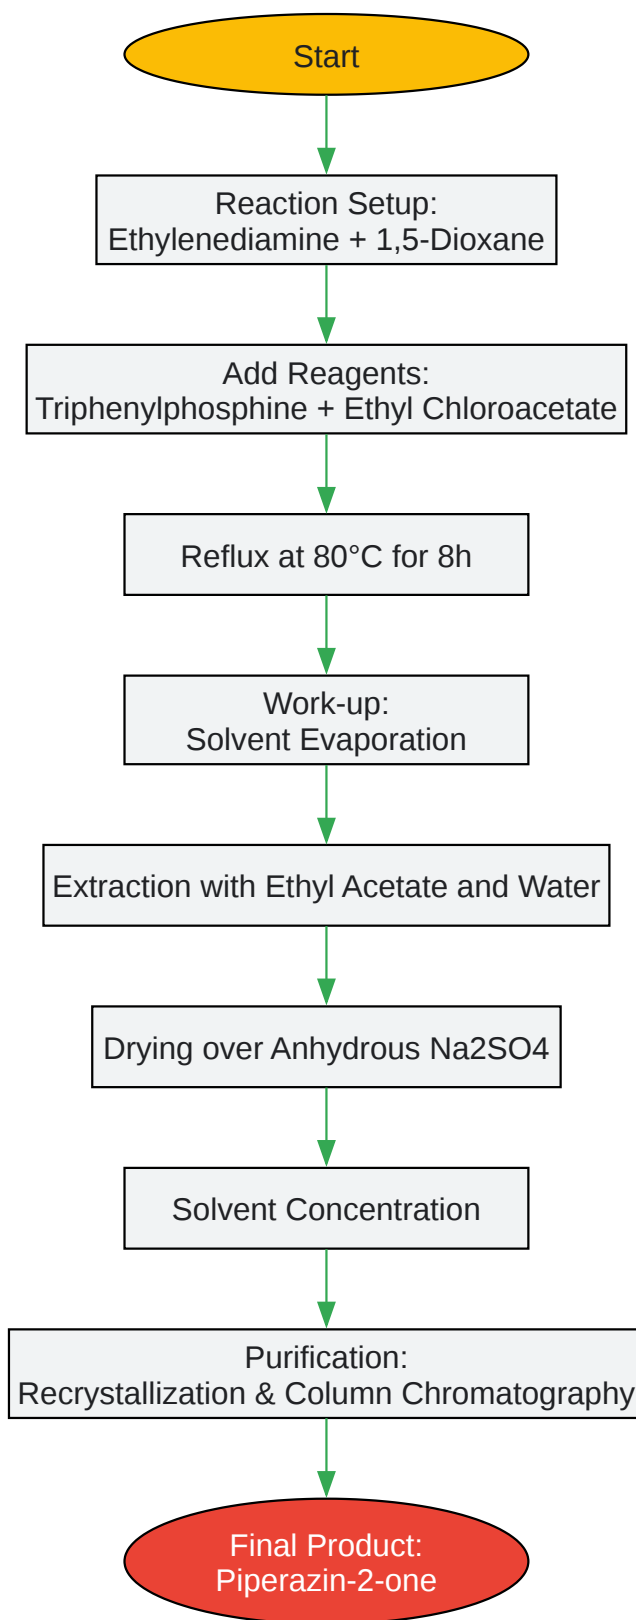 Start
Reaction Setup:
Ethylenediamine + 1,5-Dioxane
Add Reagents:
Triphenylphosphine + Ethyl Chloroacetate
Reflux at 80°C for 8h
Work-up:
Solvent Evaporation
Extraction with Ethyl Acetate and Water
Drying over Anhydrous Na2SO4
Solvent Concentration
Purification:
Recrystallization & Column Chromatography
Final Product:
Piperazin-2-one